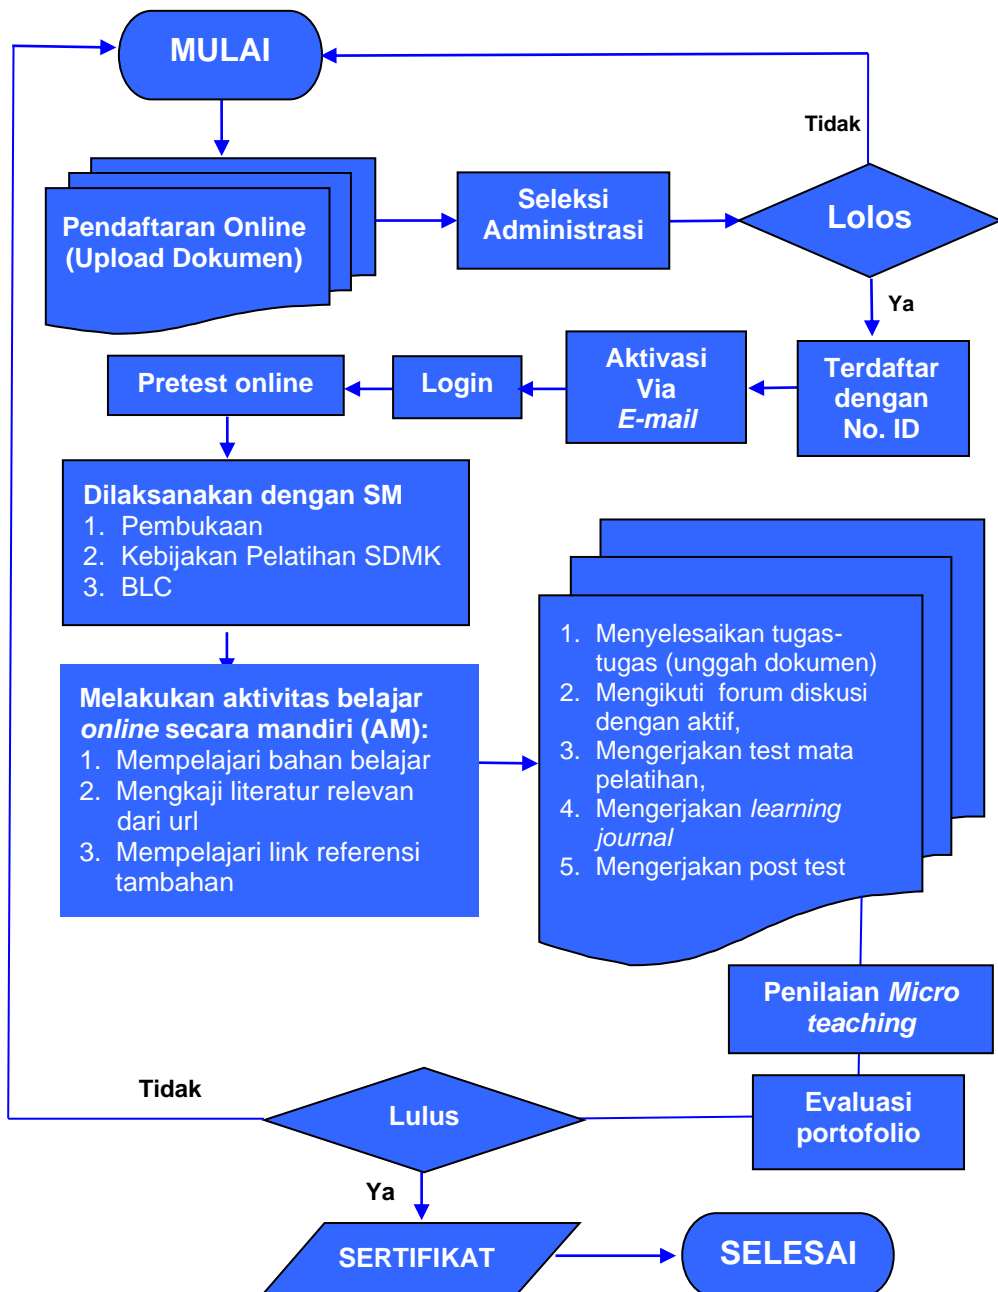 MULAI
Tidak
Pendaftaran Online
(Upload Dokumen)
Seleksi
Administrasi
Lolos
Ya
Terdaftar
dengan
No. ID
Aktivasi
Via
E-mail
Login
Pretest online
Dilaksanakan dengan SM
1. Pembukaan
2. Kebijakan Pelatihan SDMK
3. BLC
Melakukan aktivitas belajar
online secara mandiri (AM):
1. Mempelajari bahan belajar
2. Mengkaji literatur relevan
dari url
3. Mempelajari link referensi
tambahan
1. Menyelesaikan tugas-
tugas (unggah dokumen)
2. Mengikuti forum diskusi
dengan aktif,
3. Mengerjakan test mata
pelatihan,
4. Mengerjakan learning
journal
5. Mengerjakan post test
Penilaian Micro
teaching
Evaluasi
portofolio
Lulus
Tidak
Ya
SERTIFIKAT
SELESAI